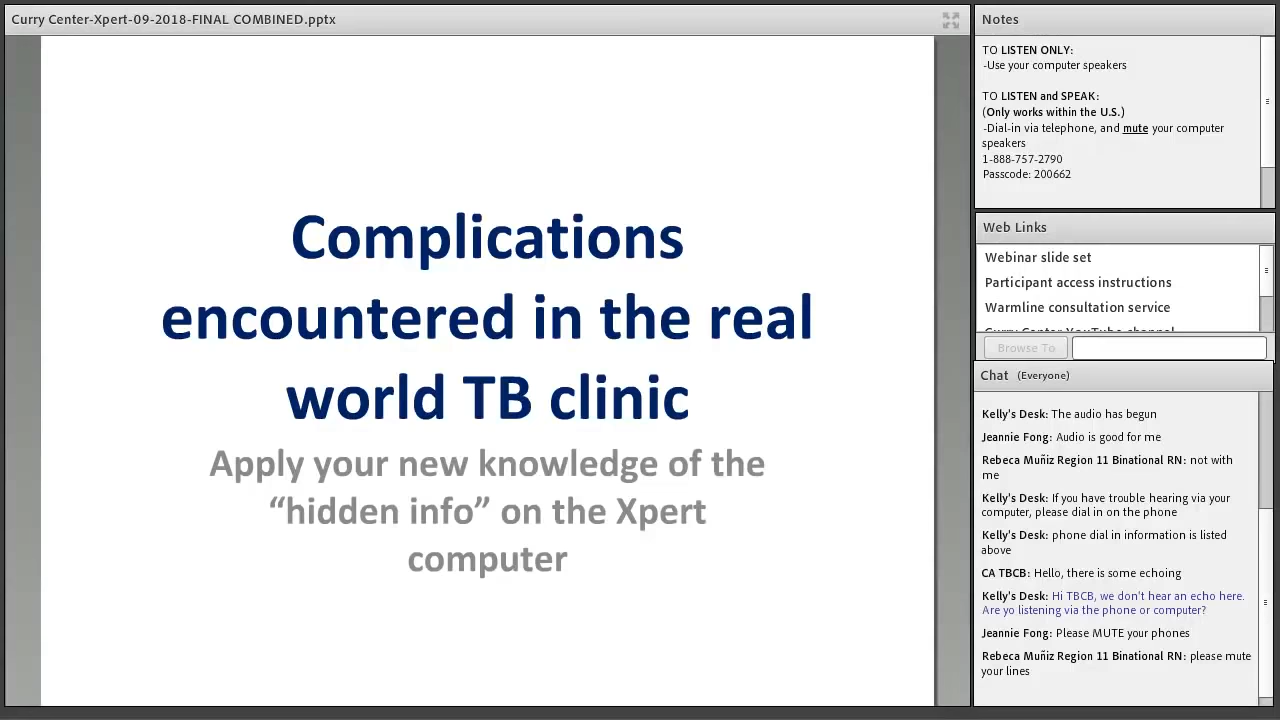 Curry Center-Xpert-09-2018-FINAL COMBINED.pptx
Complications
encountered in the real
world TB clinic
Apply your new knowledge of the
“hidden info” on the Xpert
computer
Notes
TO LISTEN ONLY:
-Use your computer speakers
TO LISTEN and SPEAK:
(Only works within the U.S.)
-Dial-in via telephone, and mute your computer
speakers
1-888-757-2790
Passcode: 200662
Web Links
Webinar slide set
Participant access instructions
Warmline consultation service
Curry Center YouTube channel
Browse To
Chat (Everyone)
Kelly's Desk: The audio has begun
Jeannie Fong: Audio is good for me
Rebeca Muñiz Region 11 Binational RN: not with
me
Kelly's Desk: If you have trouble hearing via your
computer, please dial in on the phone
Kelly's Desk: phone dial in information is listed
above
CA TBCB: Hello, there is some echoing
Kelly's Desk: Hi TBCB, we don't hear an echo here.
Are yo listening via the phone or computer?
Jeannie Fong: Please MUTE your phones
Rebeca Muñiz Region 11 Binational RN: please mute
your lines